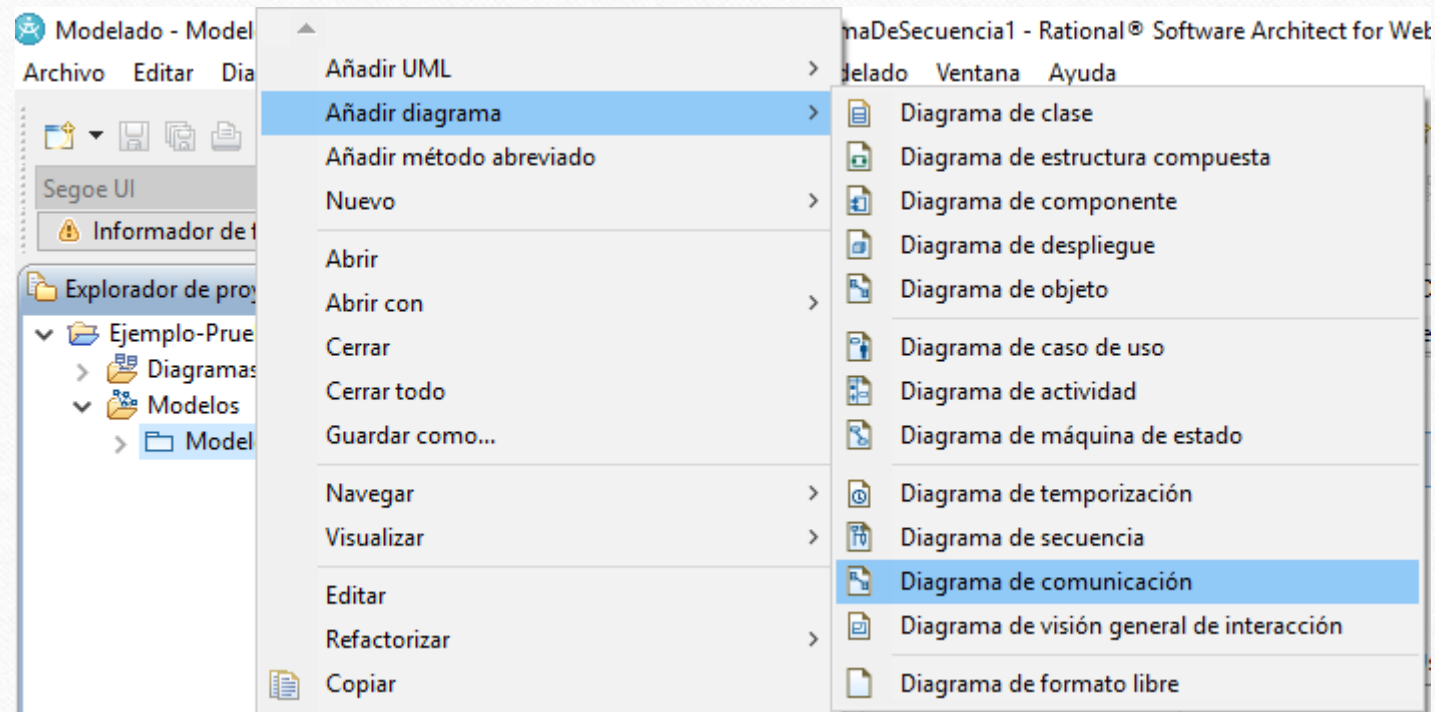 Modelado - Model
maDeSecuencia1 - Rational® Software Architect for Web
Archivo Editar Dia
delado Ventana Ayuda
Segoe UI
Informador de
Explorador de proy
Ejemplo-Prue
Diagramas
Modelos
Model
Añadir UML
Añadir diagrama
Añadir método abreviado
Nuevo
Abrir
Abrir con
Cerrar
Cerrar todo
Guardar como...
Navegar
Visualizar
Editar
Refactorizar
Copiar
Diagrama de clase
Diagrama de estructura compuesta
Diagrama de componente
Diagrama de despliegue
Diagrama de objeto
Diagrama de caso de uso
Diagrama de actividad
Diagrama de máquina de estado
Diagrama de temporización
Diagrama de secuencia
Diagrama de comunicación
Diagrama de visión general de interacción
Diagrama de formato libre